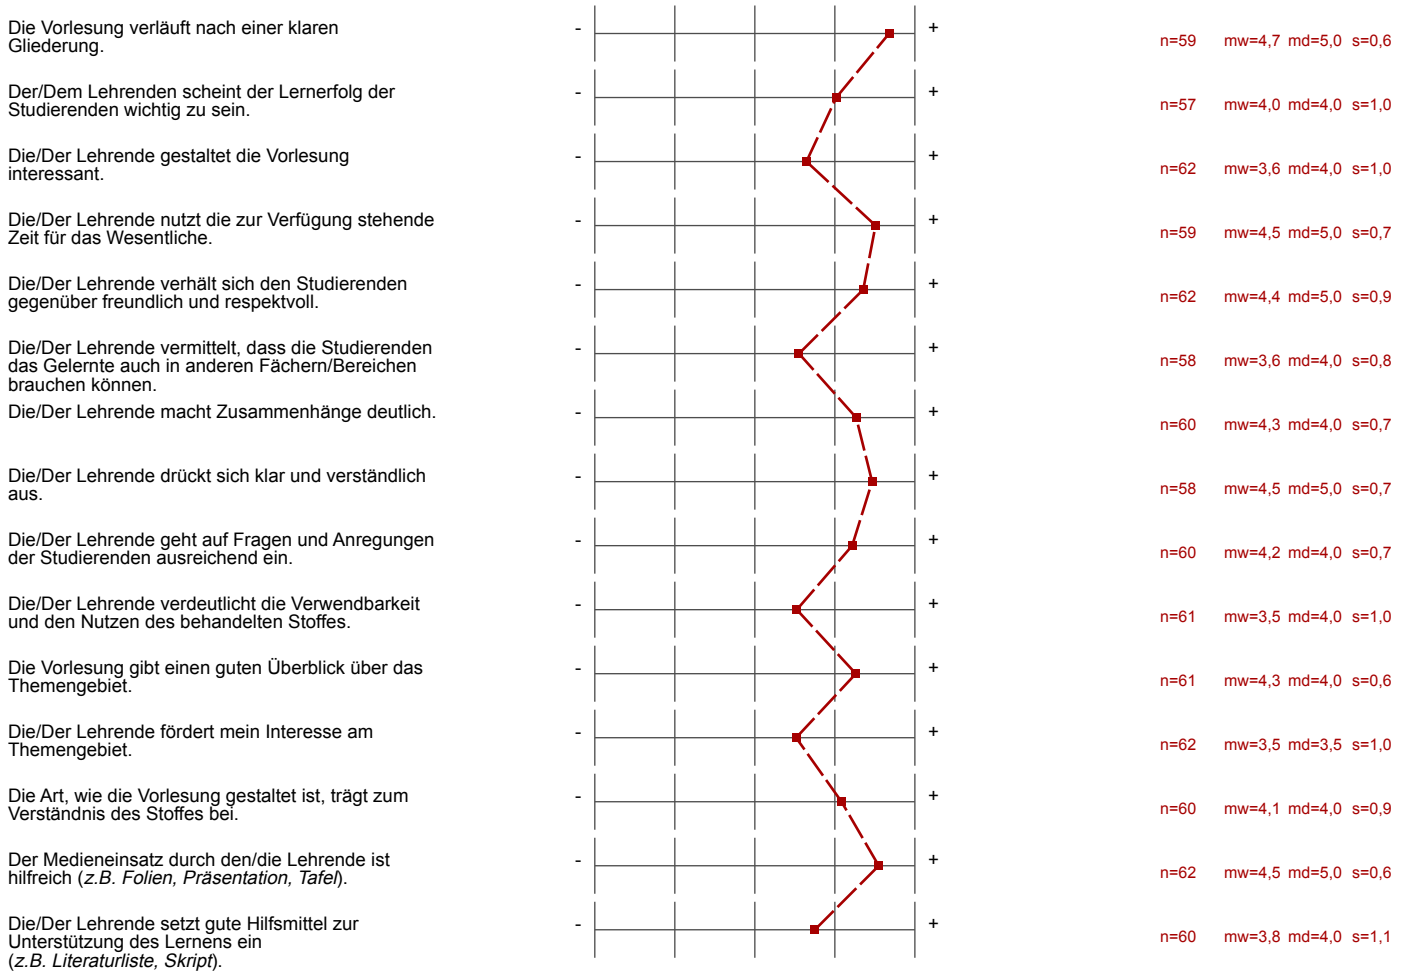 Die Vorlesung verläuft nach einer klaren
Gliederung.
- +
n=59 mw=4,7 md=5,0 s=0,6
Der/Dem Lehrenden scheint der Lernerfolg der
Studierenden wichtig zu sein.
- +
n=57 mw=4,0 md=4,0 s=1,0
Die/Der Lehrende gestaltet die Vorlesung
interessant.
- +
n=62 mw=3,6 md=4,0 s=1,0
Die/Der Lehrende nutzt die zur Verfügung stehende
Zeit für das Wesentliche.
- +
n=59 mw=4,5 md=5,0 s=0,7
Die/Der Lehrende verhält sich den Studierenden
gegenüber freundlich und respektvoll.
- +
n=62 mw=4,4 md=5,0 s=0,9
Die/Der Lehrende vermittelt, dass die Studierenden
das Gelernte auch in anderen Fächern/Bereichen
brauchen können.
- +
n=58 mw=3,6 md=4,0 s=0,8
Die/Der Lehrende macht Zusammenhänge deutlich.
- +
n=60 mw=4,3 md=4,0 s=0,7
Die/Der Lehrende drückt sich klar und verständlich
aus.
- +
n=58 mw=4,5 md=5,0 s=0,7
Die/Der Lehrende geht auf Fragen und Anregungen
der Studierenden ausreichend ein.
- +
n=60 mw=4,2 md=4,0 s=0,7
Die/Der Lehrende verdeutlicht die Verwendbarkeit
und den Nutzen des behandelten Stoffes.
- +
n=61 mw=3,5 md=4,0 s=1,0
Die Vorlesung gibt einen guten Überblick über das
Themengebiet.
- +
n=61 mw=4,3 md=4,0 s=0,6
Die/Der Lehrende fördert mein Interesse am
Themengebiet.
- +
n=62 mw=3,5 md=3,5 s=1,0
Die Art, wie die Vorlesung gestaltet ist, trägt zum
Verständnis des Stoffes bei.
- +
n=60 mw=4,1 md=4,0 s=0,9
Der Medieneinsatz durch den/die Lehrende ist
hilfreich (z.B. Folien, Präsentation, Tafel).
- +
n=62 mw=4,5 md=5,0 s=0,6
Die/Der Lehrende setzt gute Hilfsmittel zur
Unterstützung des Lernens ein
(z.B. Literaturliste, Skript).
- +
n=60 mw=3,8 md=4,0 s=1,1